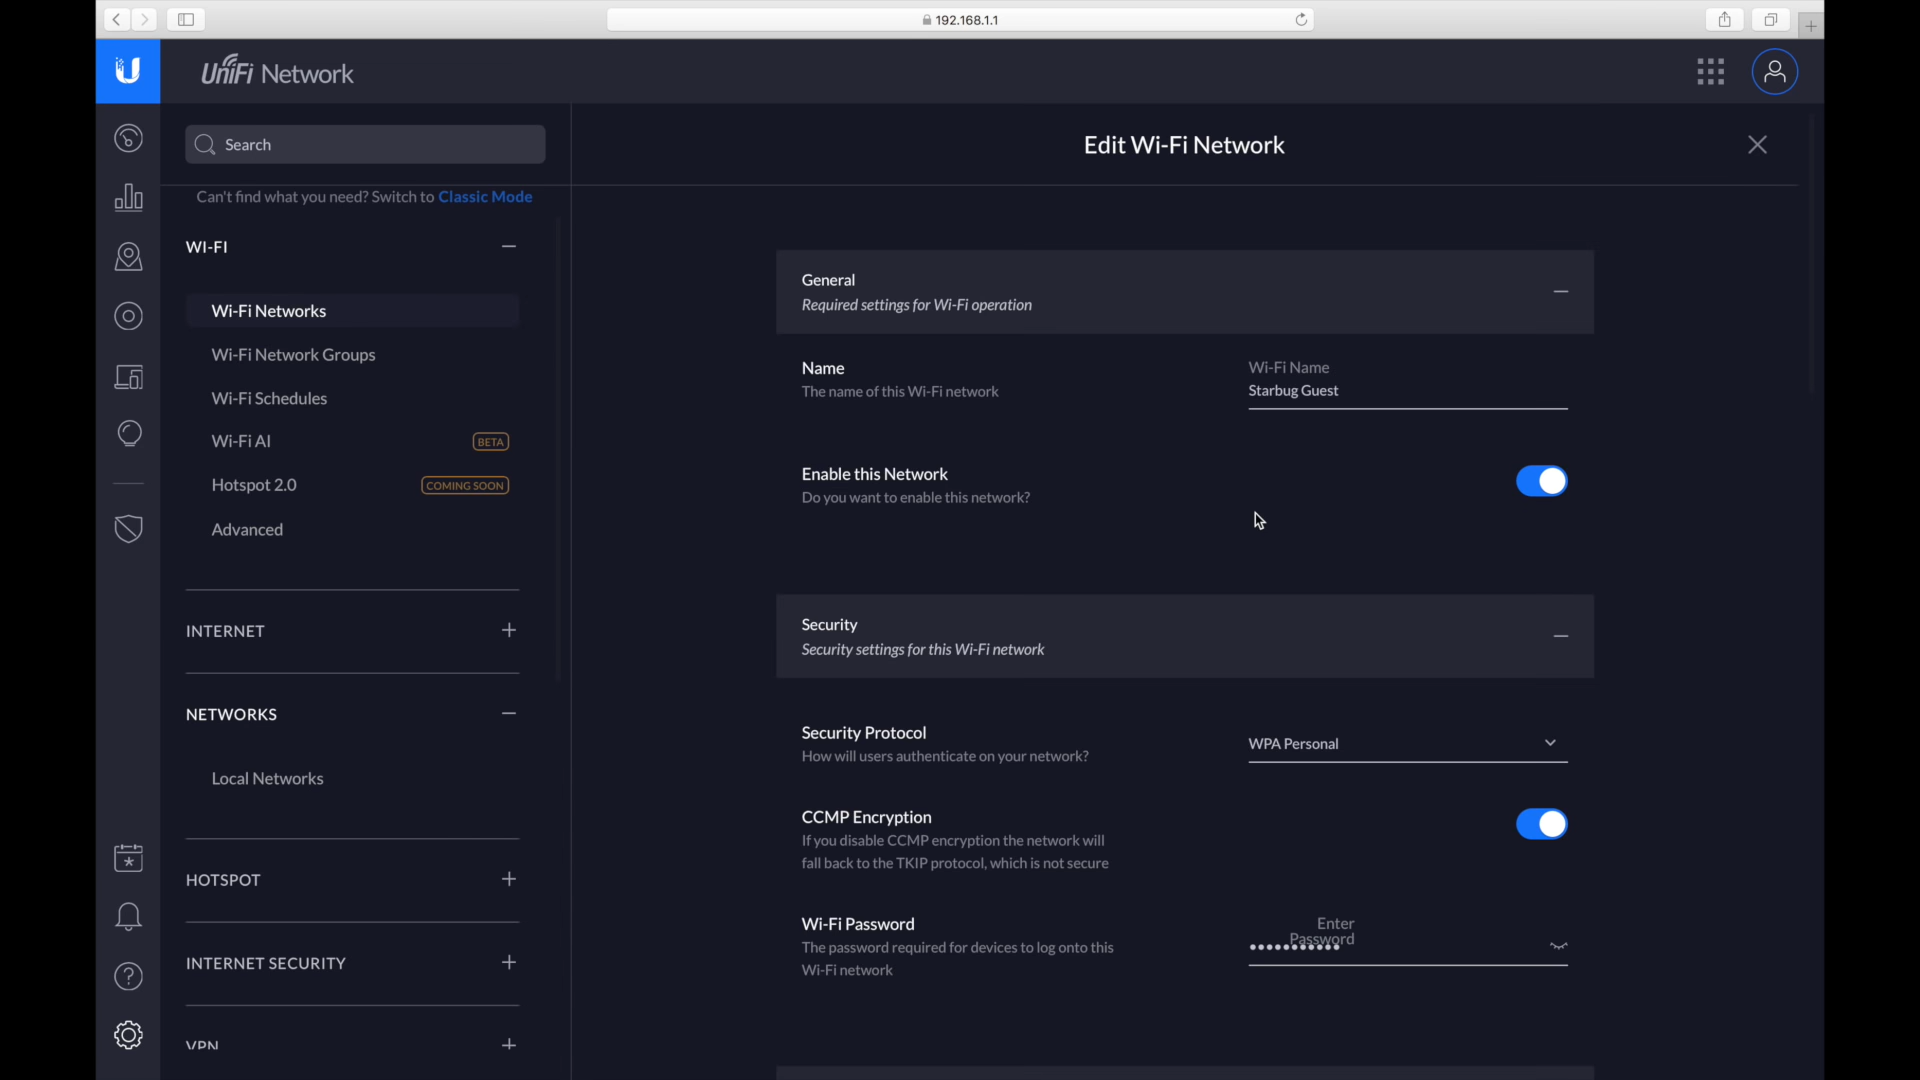 192.168.1.1
UniFi Network
Search
Edit Wi-Fi Network
Can't find what you need? Switch to Classic Mode
WI-FI
Wi-Fi Networks
Wi-Fi Network Groups
Wi-Fi Schedules
Wi-Fi AI
BETA
Hotspot 2.0
COMING SOON
Advanced
INTERNET
NETWORKS
Local Networks
HOTSPOT
INTERNET SECURITY
VPN
General
Required settings for Wi-Fi operation
Name
The name of this Wi-Fi network
Wi-Fi Name
Starbug Guest
Enable this Network
Do you want to enable this network?
Security
Security settings for this Wi-Fi network
Security Protocol
How will users authenticate on your network?
WPA Personal
CCMP Encryption
If you disable CCMP encryption the network will
fall back to the TKIP protocol, which is not secure
Wi-Fi Password
The password required for devices to log onto this
Wi-Fi network
Enter
Password
•••••••••••